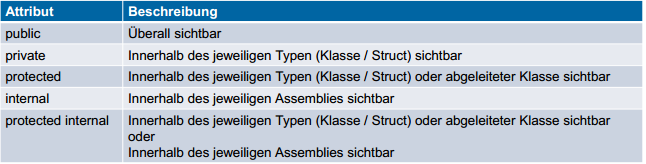 Attribut Beschreibung
public Überall sichtbar
private Innerhalb des jeweiligen Typen (Klasse / Struct) sichtbar
protected Innerhalb des jeweiligen Typen (Klasse / Struct) oder abgeleiteter Klasse sichtbar
internal Innerhalb des jeweiligen Assemblies sichtbar
protected internal Innerhalb des jeweiligen Typen (Klasse / Struct) oder abgeleiteter Klasse sichtbar
oder
Innerhalb des jeweiligen Assemblies sichtbar